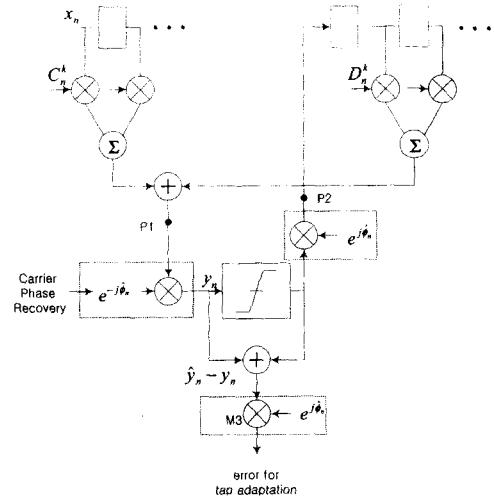 x_n
• • •
• • •
C_n^k
D_n^k
Σ
Σ
+
P1
P2
e^{jϕ̂_n}
Carrier
Phase
Recovery
e^{-jϕ̂_n}
y_n
+
ŷ_n − y_n
M3
e^{jϕ̂_n}
error for
tap adaptation